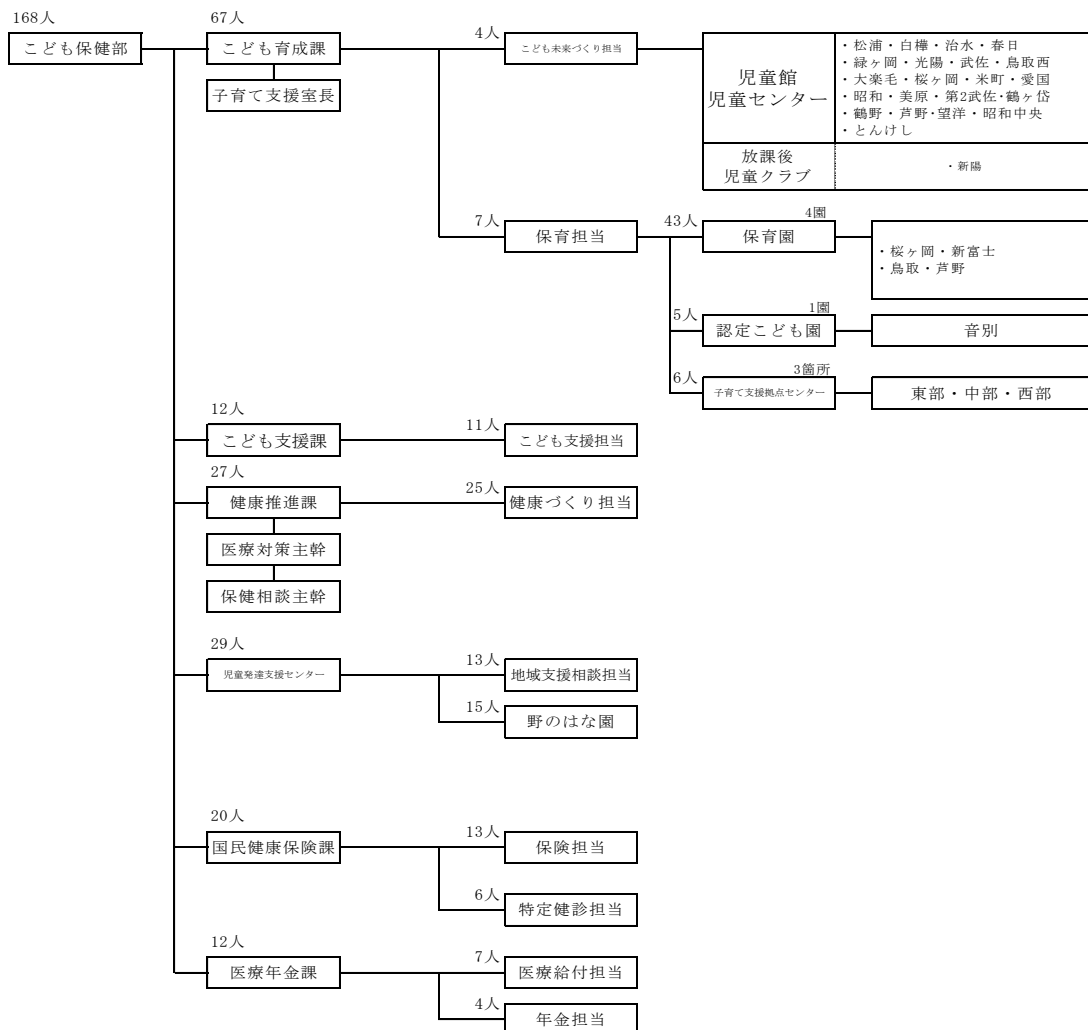 168人
こども保健部
67人
こども育成課
子育て支援室長
4人
こども未来づくり担当
児童館
児童センター
・松浦・白樺・治水・春日
・緑ヶ岡・光陽・武佐・鳥取西
・大楽毛・桜ヶ岡・米町・愛国
・昭和・美原・第2武佐・鶴ヶ岱
・鶴野・芦野・望洋・昭和中央
・とんけし
放課後
児童クラブ
・新陽
7人
保育担当
43人
4園
保育園
・桜ヶ岡・新富士
・鳥取・芦野
5人
1園
認定こども園
音別
6人
3箇所
子育て支援拠点センター
東部・中部・西部
12人
こども支援課
11人
こども支援担当
27人
健康推進課
25人
健康づくり担当
医療対策主幹
保健相談主幹
29人
児童発達支援センター
13人
地域支援相談担当
15人
野のはな園
20人
国民健康保険課
13人
保険担当
6人
特定健診担当
12人
医療年金課
7人
医療給付担当
4人
年金担当